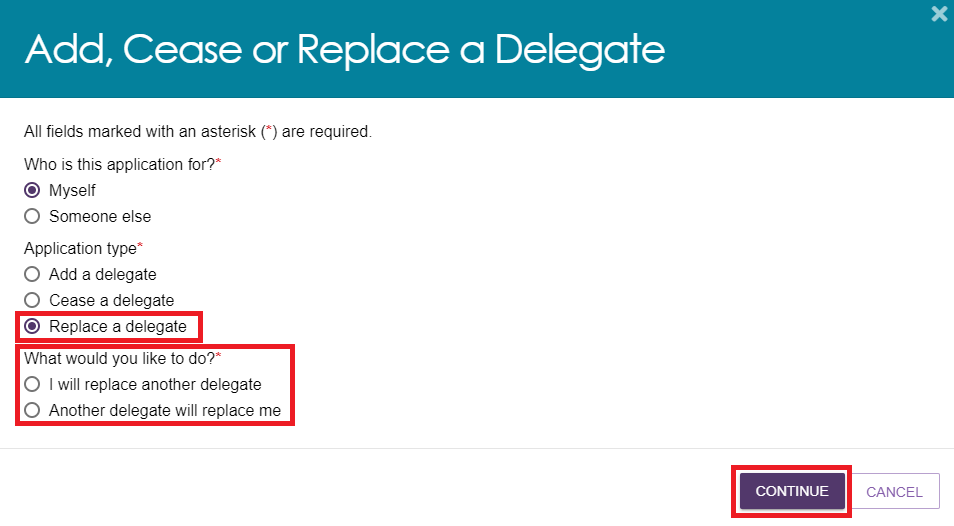 Add, Cease or Replace a Delegate
All fields marked with an asterisk (*) are required.
Who is this application for?*
Myself
Someone else
Application type*
Add a delegate
Cease a delegate
Replace a delegate
What would you like to do?*
I will replace another delegate
Another delegate will replace me
CONTINUE
CANCEL